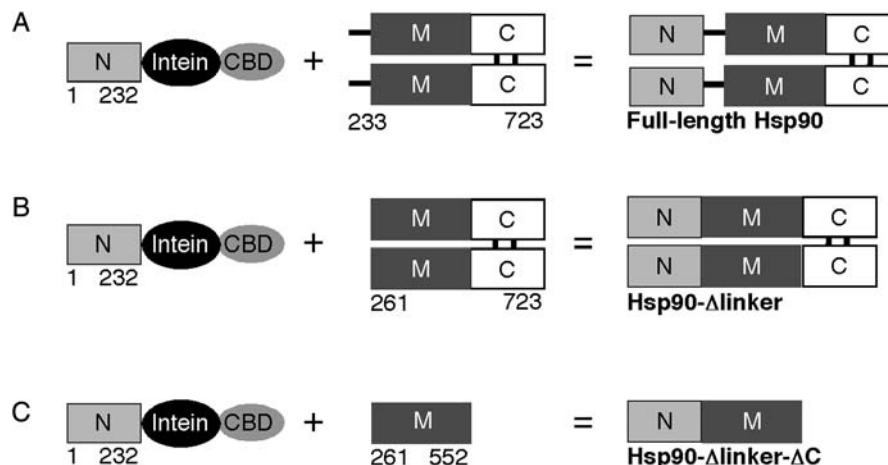 A
N Intein CBD + M C = N M C
M C N M C
1 232 233 723 Full-length Hsp90
B
N Intein CBD + M C = N M C
M C N M C
1 232 261 723 Hsp90-Δlinker
C N Intein CBD + M = N M
1 232 261 552 Hsp90-Δlinker-ΔC